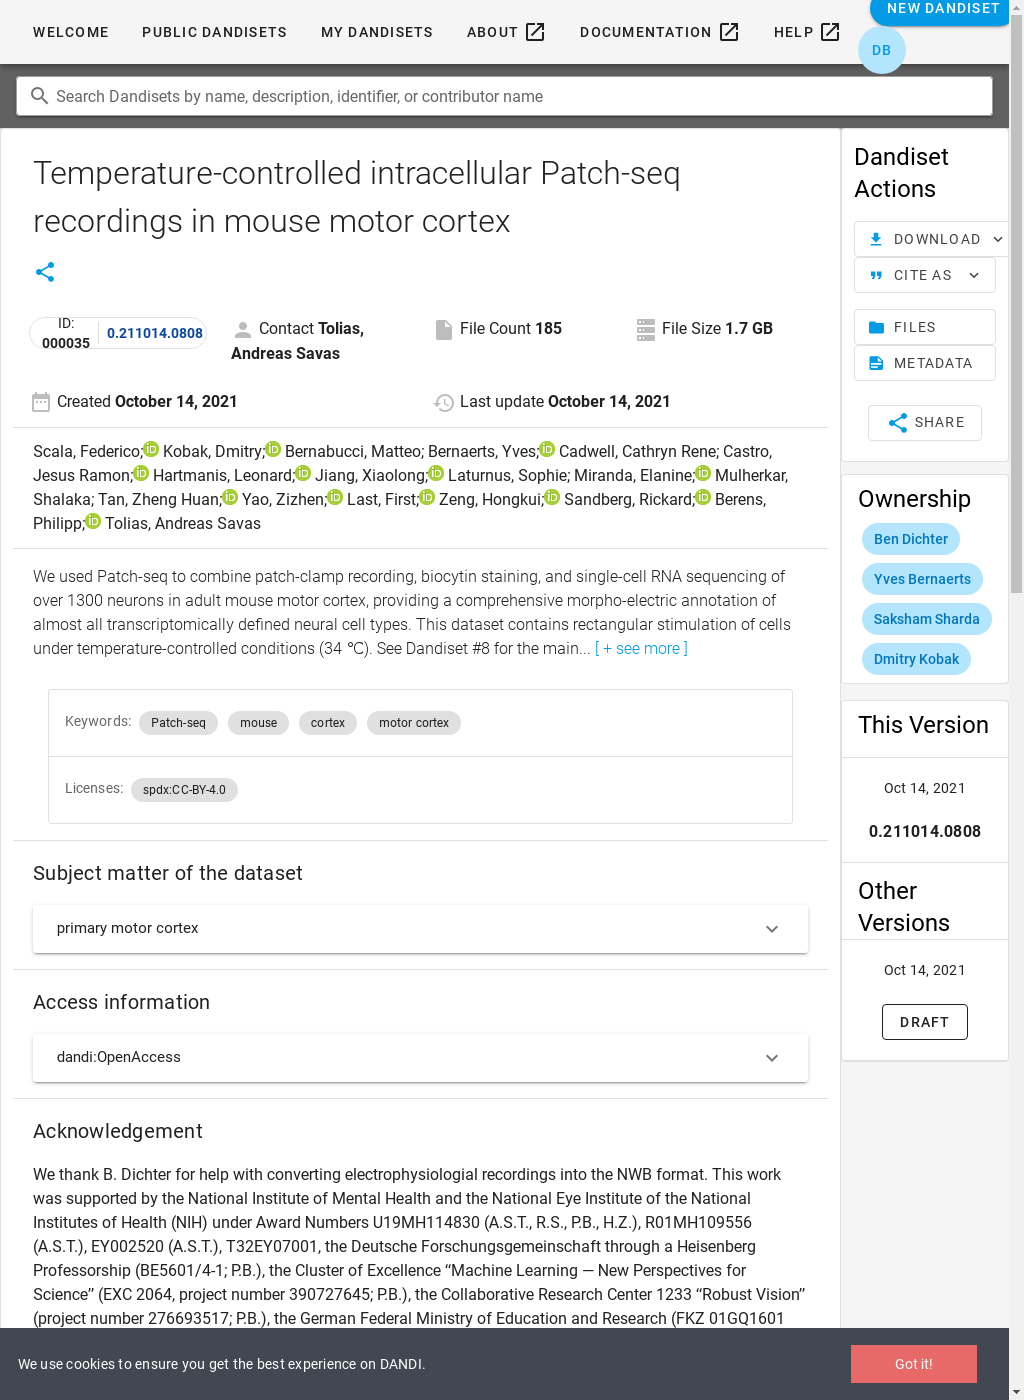 WELCOME PUBLIC DANDISETS MY DANDISETS ABOUT DOCUMENTATION HELP NEW DANDISET
DB
Search Dandisets by name, description, identifier, or contributor name
Temperature-controlled intracellular Patch-seq
recordings in mouse motor cortex
ID:
000035 0.211014.0808
Contact Tolias,
Andreas Savas
File Count 185
File Size 1.7 GB
Created October 14, 2021
Last update October 14, 2021
Scala, Federico; Kobak, Dmitry; Bernabucci, Matteo; Bernaerts, Yves; Cadwell, Cathryn Rene; Castro,
Jesus Ramon; Hartmanis, Leonard; Jiang, Xiaolong; Laturnus, Sophie; Miranda, Elanine; Mulherkar,
Shalaka; Tan, Zheng Huan; Yao, Zizhen; Last, First; Zeng, Hongkui; Sandberg, Rickard; Berens,
Philipp; Tolias, Andreas Savas
We used Patch-seq to combine patch-clamp recording, biocytin staining, and single-cell RNA sequencing of
over 1300 neurons in adult mouse motor cortex, providing a comprehensive morpho-electric annotation of
almost all transcriptomically defined neural cell types. This dataset contains rectangular stimulation of cells
under temperature-controlled conditions (34 ℃). See Dandiset #8 for the main... [ + see more ]
Keywords: Patch-seq mouse cortex motor cortex
Licenses: spdx:CC-BY-4.0
Subject matter of the dataset
primary motor cortex
Access information
dandi:OpenAccess
Acknowledgement
We thank B. Dichter for help with converting electrophysiologial recordings into the NWB format. This work
was supported by the National Institute of Mental Health and the National Eye Institute of the National
Institutes of Health (NIH) under Award Numbers U19MH114830 (A.S.T., R.S., P.B., H.Z.), R01MH109556
(A.S.T.), EY002520 (A.S.T.), T32EY07001, the Deutsche Forschungsgemeinschaft through a Heisenberg
Professorship (BE5601/4-1; P.B.), the Cluster of Excellence “Machine Learning — New Perspectives for
Science” (EXC 2064, project number 390727645; P.B.), the Collaborative Research Center 1233 “Robust Vision”
(project number 276693517; P.B.), the German Federal Ministry of Education and Research (FKZ 01GQ1601
Dandiset
Actions
DOWNLOAD
CITE AS
FILES
METADATA
SHARE
Ownership
Ben Dichter
Yves Bernaerts
Saksham Sharda
Dmitry Kobak
This Version
Oct 14, 2021
0.211014.0808
Other
Versions
Oct 14, 2021
DRAFT
We use cookies to ensure you get the best experience on DANDI.
Got it!